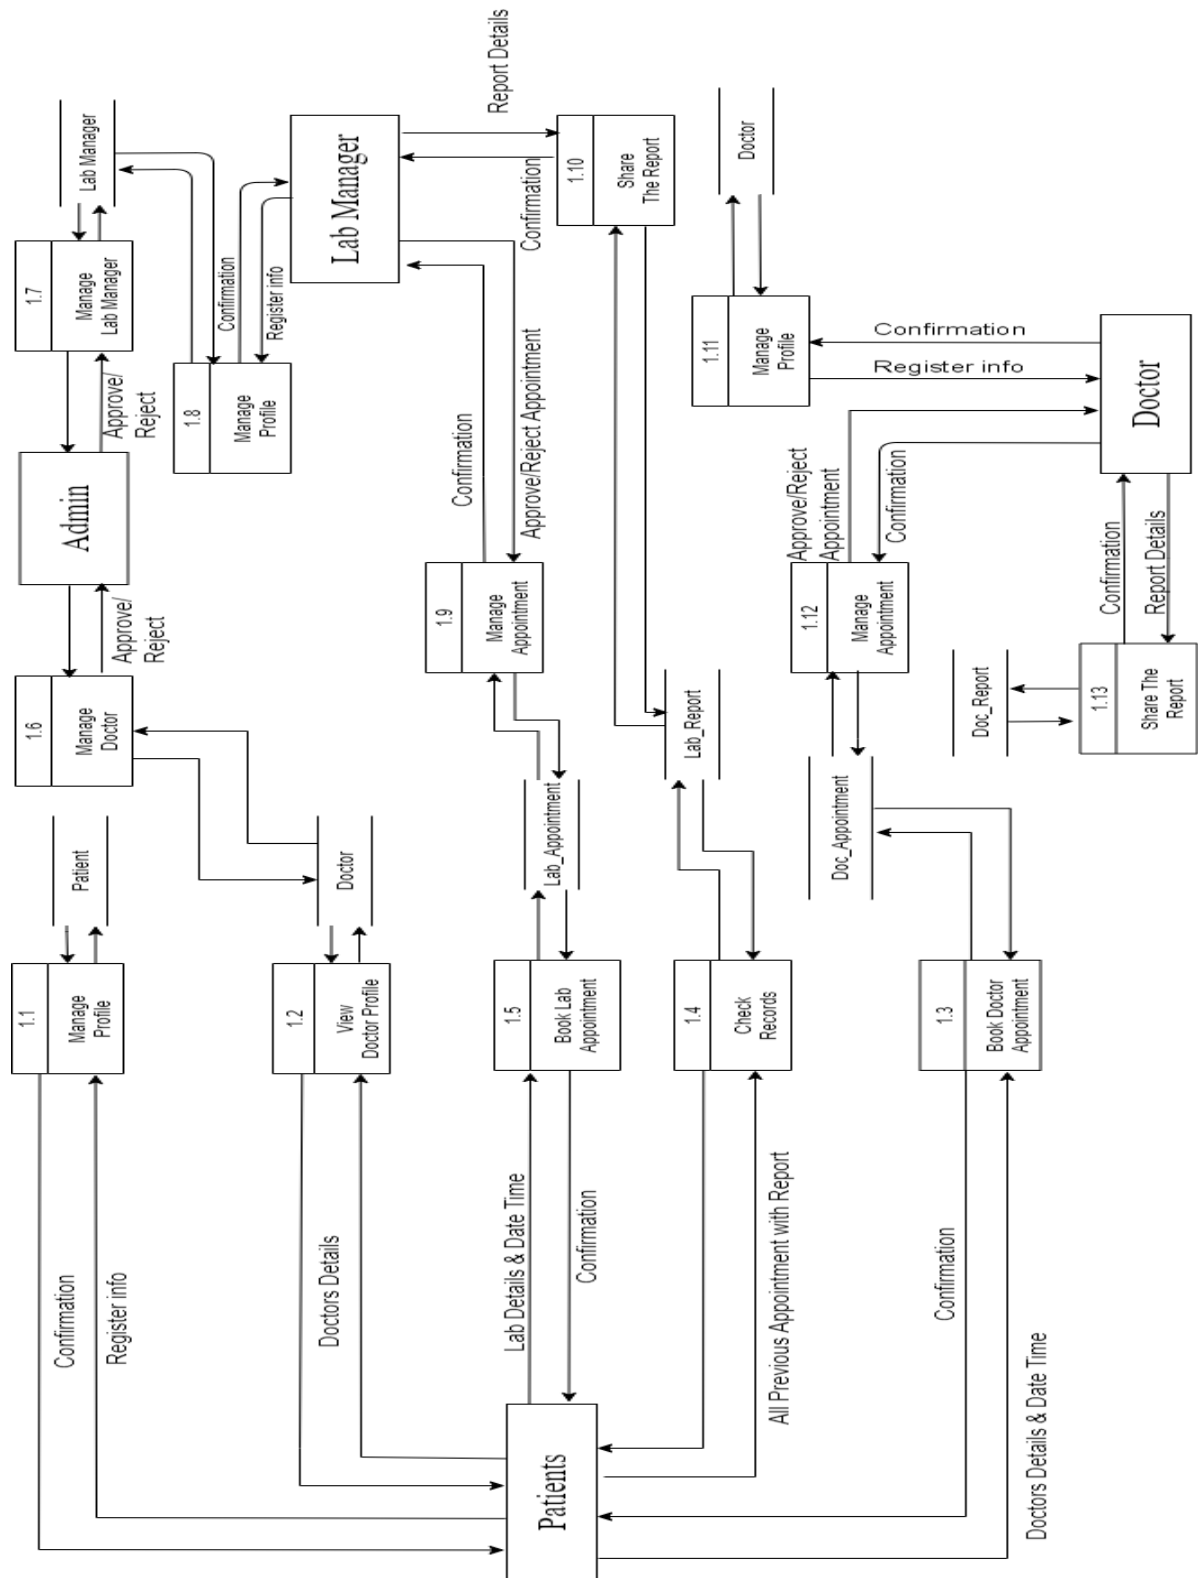 1.1
Manage
Profile
Patient
Confirmation
Register info
1.6
Manage
Doctor
Approve/
Reject
Admin
Approve/
Reject
1.7
Manage
Lab Manager
Lab Manager
1.8
Manage
Profile
Confirmation
Register info
Lab Manager
1.2
View
Doctor Profile
Doctor
Doctors Details
1.5
Book Lab
Appointment
Lab_Appointment
Lab Details & Date Time
Confirmation
1.9
Manage
Appointment
Confirmation
Approve/Reject Appointment
Report Details
Confirmation
1.10
Share
The Report
Patients
1.4
Check
Records
Lab_Report
All Previous Appointment with Report
1.3
Book Doctor
Appointment
Doc_Appointment
Confirmation
Doctors Details & Date Time
1.12
Manage
Appointment
Approve/Reject
Appointment
Confirmation
1.11
Manage
Profile
Doctor
Confirmation
Register info
Doctor
Confirmation
Report Details
1.13
Share The
Report
Doc_Report